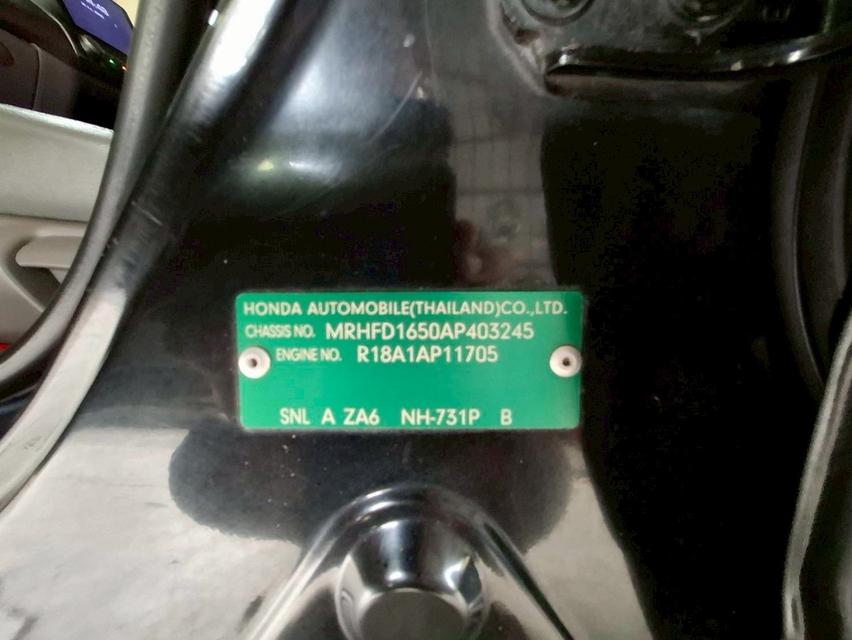 HONDA AUTOMOBILE(THAILAND)CO.,LTD.
CHASSIS NO. MRHFD1650AP403245
ENGINE NO. R18A1AP11705
SNL A ZA6 NH-731P B